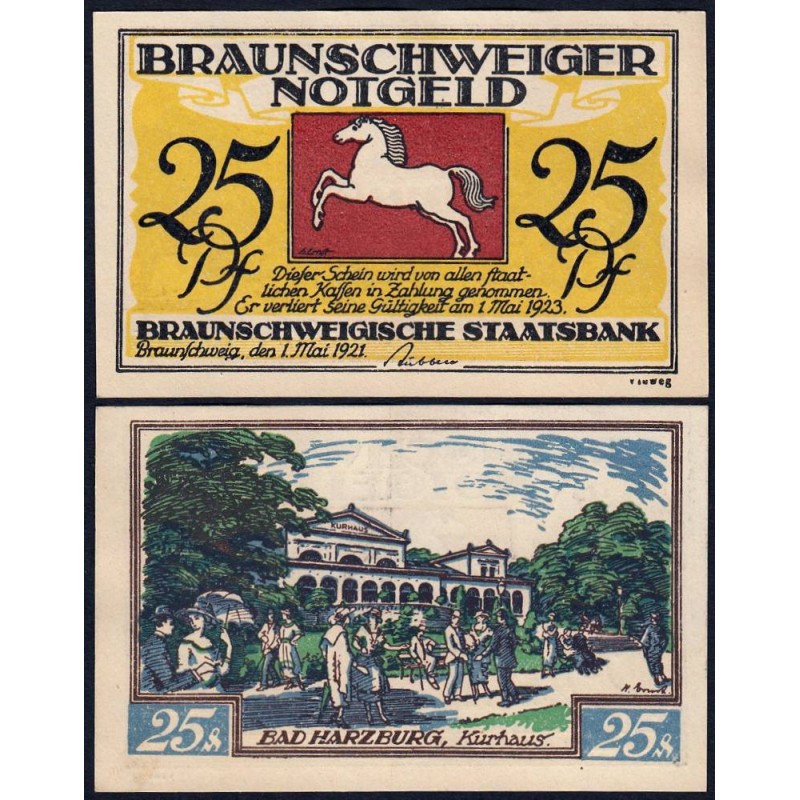 BRAUNSCHWEIGER
NOTGELD
25 Pf
25 Pf
Dieſer Schein wird von allen ſtaat-
lichen Kaſſen in Zahlung genommen.
Er verliert ſeine Gültigkeit am 1. Mai 1923.
BRAUNSCHWEIGISCHE STAATSBANK
Braunſchweig, den 1. Mai 1921.
Vieweg
KURHAUS
25 ₰
BAD HARZBURG, Kurhaus.
25 ₰